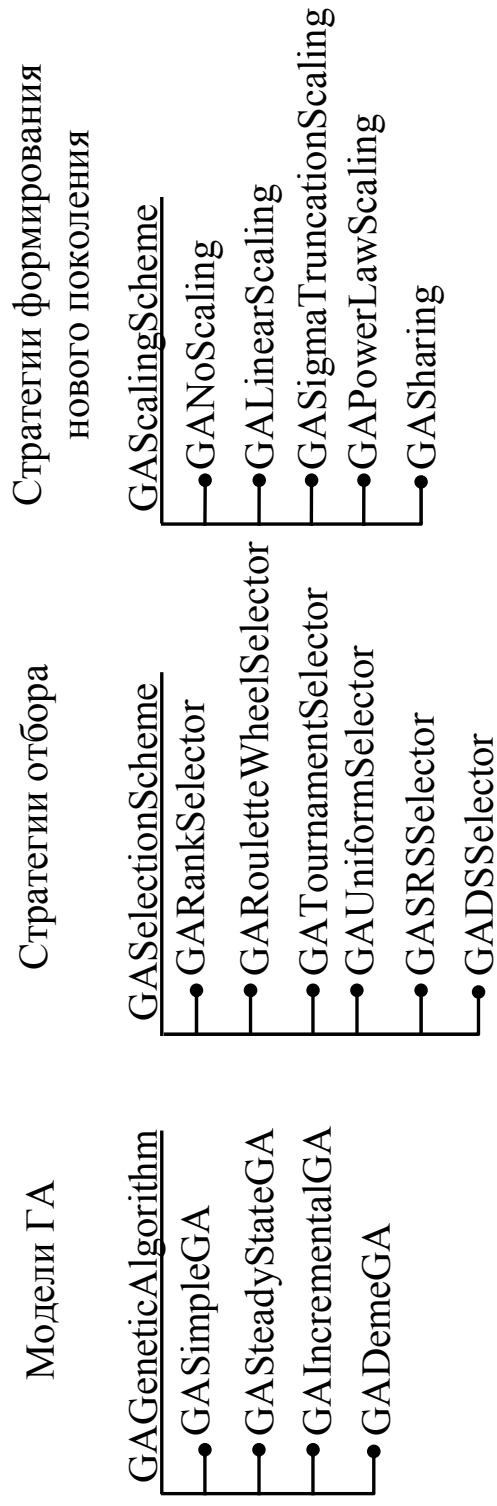 Модели ГА
GAGeneticAlgorithm
GASimpleGA
GASteadyStateGA
GAIncrementalGA
GADemeGA
Стратегии отбора
GASelectionScheme
GARankSelector
GARouletteWheelSelector
GATournamentSelector
GAUniformSelector
GASRSSelector
GADSSelector
Стратегии формирования
нового поколения
GAScalingScheme
GANoScaling
GALinearScaling
GASigmaTruncationScaling
GAPowerLawScaling
GASharing